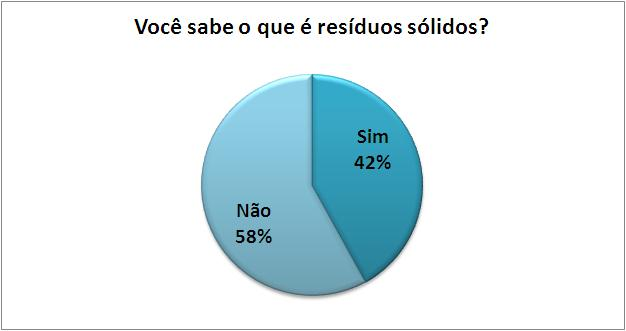 Você sabe o que é resíduos sólidos?
Sim
42%
Não
58%